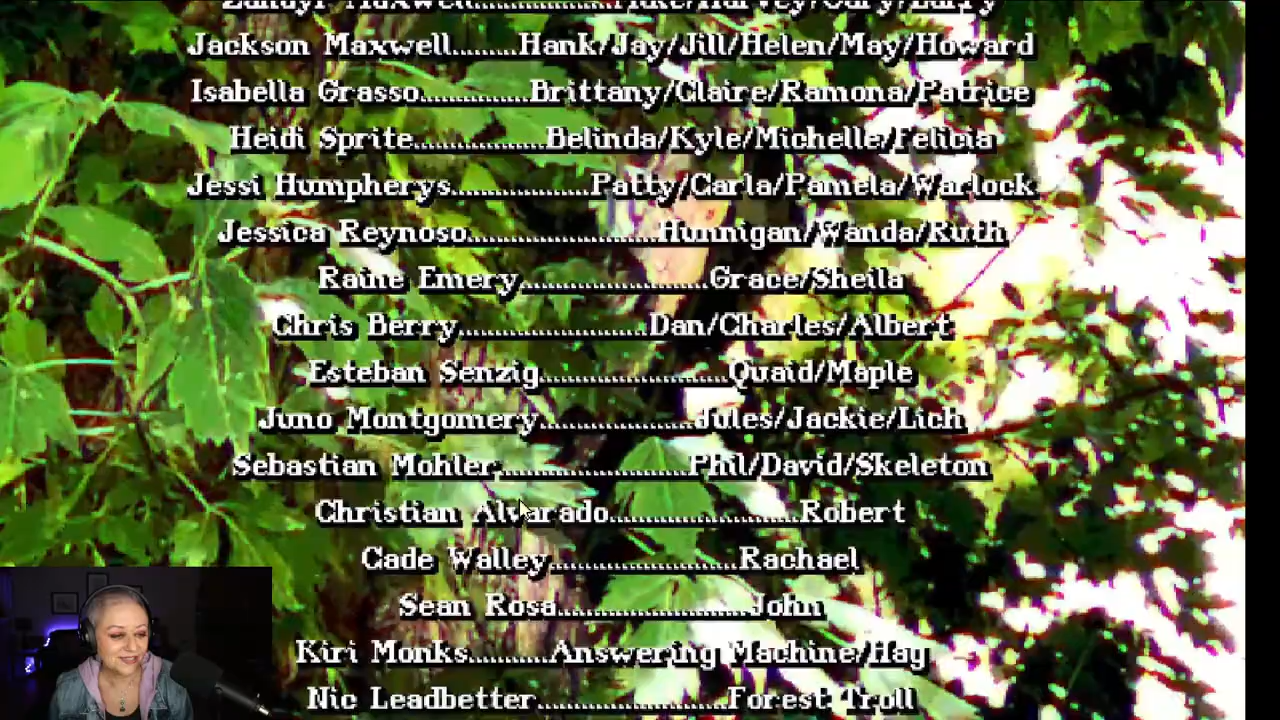 Jackson Maxwell.........Hank/Jay/Jill/Helen/May/Howard
Isabella Grasso...............Brittany/Claire/Ramona/Patrice
Heidi Sprite..................Belinda/Kyle/Michelle/Felicia
Jessi Humpherys...................Patty/Carla/Pamela/Warlock
Jessica Reynoso..........................Hunnigan/Wanda/Ruth
Raine Emery.........................Grace/Sheila
Chris Berry.........................Dan/Charles/Albert
Esteban Senzig.........................Quaid/Maple
Juno Montgomery.....................Jules/Jackie/Lich
Sebastian Mohler.........................Phil/David/Skeleton
Christian Alvarado.........................Robert
Cade Walley.........................Rachael
Sean Rosa.........................John
Kiri Monks...........Answering Machine/Hay
Nic Leadbetter.........................Forest Troll